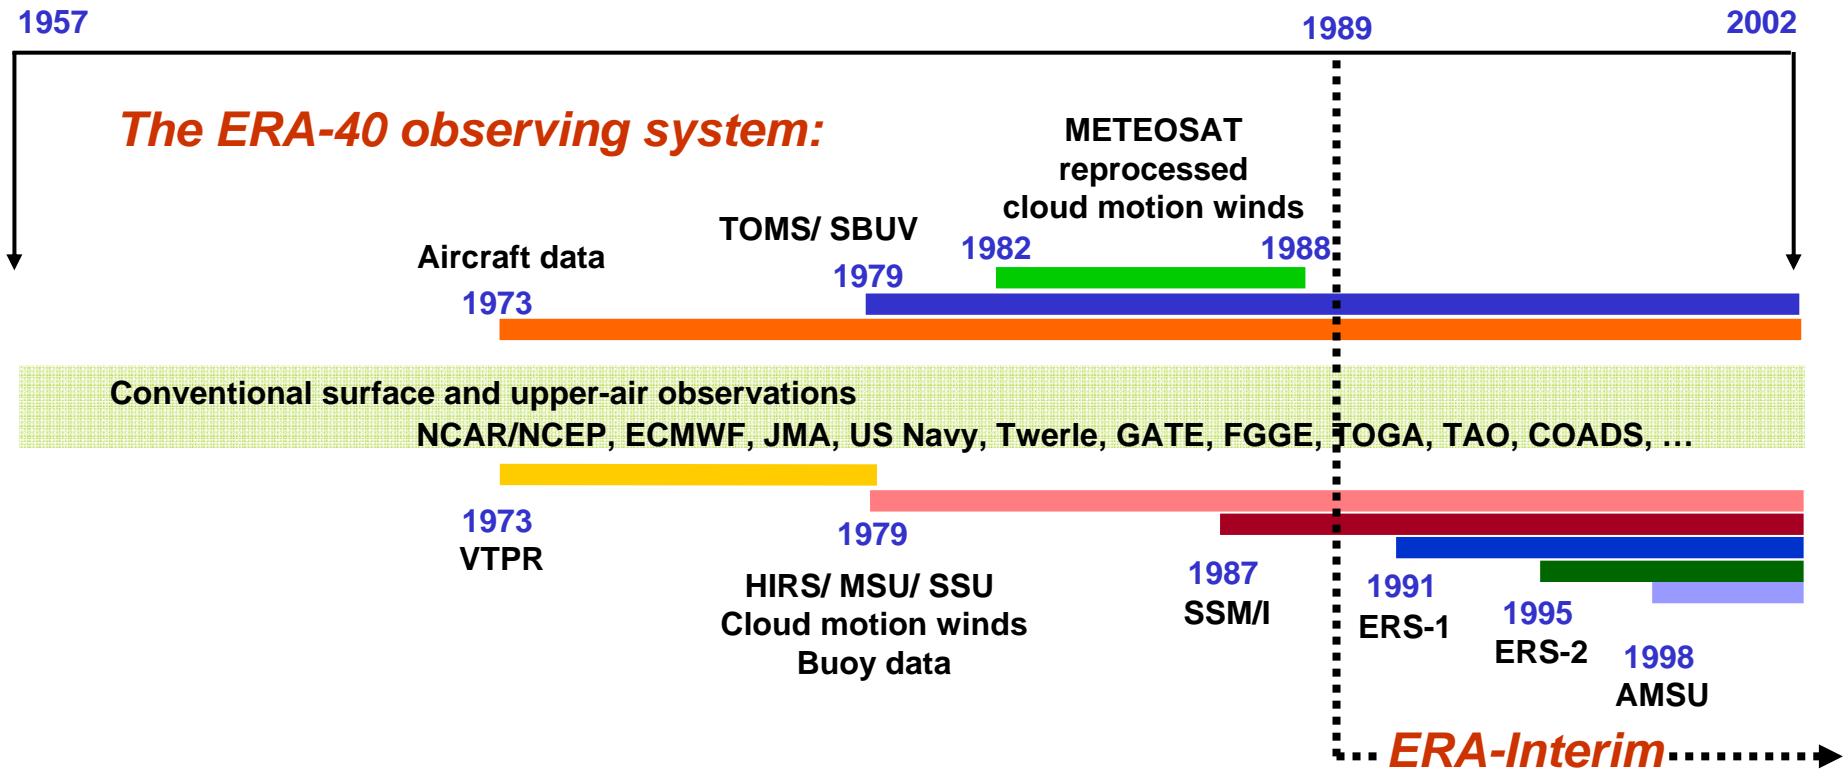 1957
1989
2002
The ERA-40 observing system:
METEOSAT
reprocessed
cloud motion winds
TOMS/ SBUV
1982
1988
Aircraft data
1979
1973
Conventional surface and upper-air observations
NCAR/NCEP, ECMWF, JMA, US Navy, Twerle, GATE, FGGE, TOGA, TAO, COADS, ...
1973
VTPR
1979
HIRS/ MSU/ SSU
Cloud motion winds
Buoy data
1987
SSM/I
1991
ERS-1
1995
ERS-2
1998
AMSU
ERA-Interim